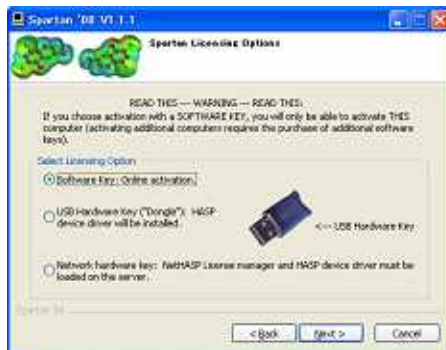 Spartan '08 V1.1.1
Spartan Licensing Options
READ THIS --- WARNING --- READ THIS:
If you choose activation with a SOFTWARE KEY, you will only be able to activate THIS
computer (activating additional computers requires the purchase of additional software
keys).
Select Licensing Option
Software Key: Online activation.
USB Hardware Key ("Dongle"): HASP
device driver will be installed.
<--- USB Hardware Key
Network hardware key: NetHASP License manager and HASP device driver must be
loaded on the server.
Spartan '08
< Back
Next >
Cancel